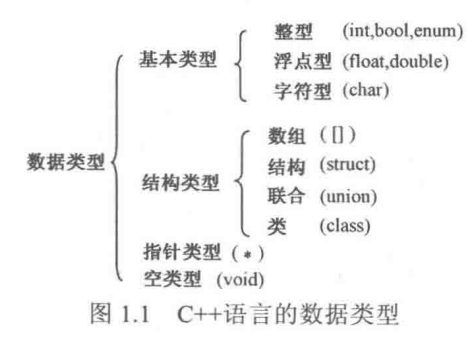 整型 (int,bool,enum)
基本类型 浮点型 (float,double)
字符型 (char)
数组 ([])
数据类型 结构 (struct)
结构类型 联合 (union)
类 (class)
指针类型 (*)
空类型 (void)
图 1.1 C++语言的数据类型